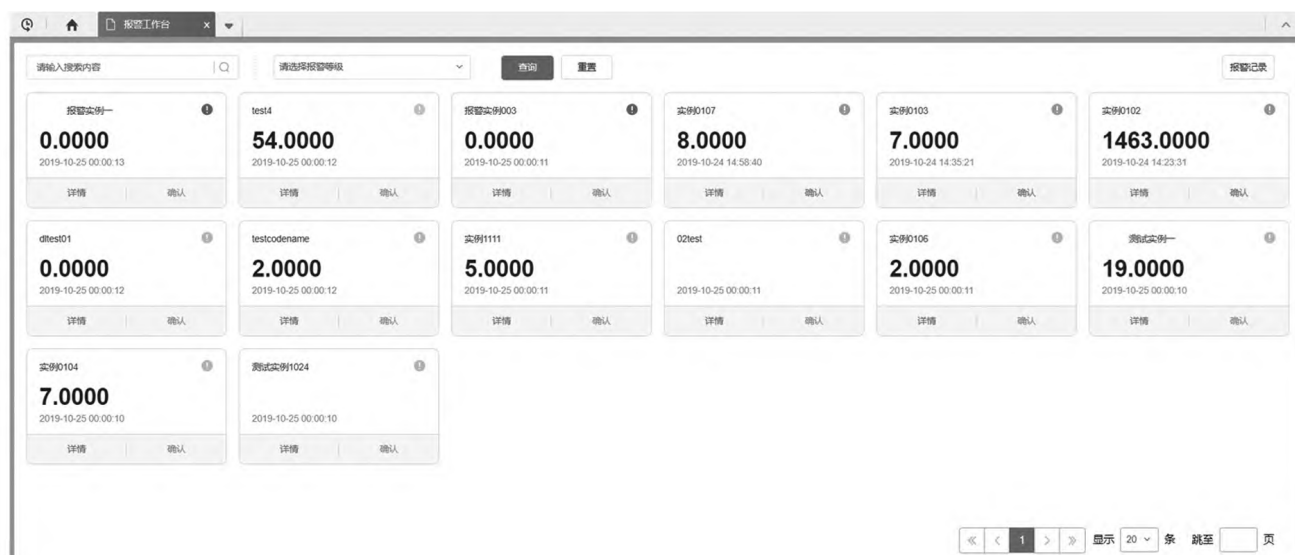 报警工作台 x
请输入搜索内容 请选择报警等级 查询 重置 报警记录
报警实例一 test4 报警实例003 实例0107 实例0103 实例0102
0.0000 54.0000 0.0000 8.0000 7.0000 1463.0000
2019-10-25 00:00:13 2019-10-25 00:00:12 2019-10-25 00:00:11 2019-10-24 14:58:40 2019-10-24 14:35:21 2019-10-24 14:23:31
详情 确认 详情 确认 详情 确认 详情 确认 详情 确认 详情 确认
dltest01 testcodename 实例1111 02test 实例0106 测试实例一
0.0000 2.0000 5.0000 2.0000 19.0000
2019-10-25 00:00:12 2019-10-25 00:00:12 2019-10-25 00:00:11 2019-10-25 00:00:11 2019-10-25 00:00:11 2019-10-25 00:00:10
详情 确认 详情 确认 详情 确认 详情 确认 详情 确认 详情 确认
实例0104 测试实例1024
7.0000
2019-10-25 00:00:10 2019-10-25 00:00:10
详情 确认 详情 确认
« < 1 > » 显示 20 条 跳至 页